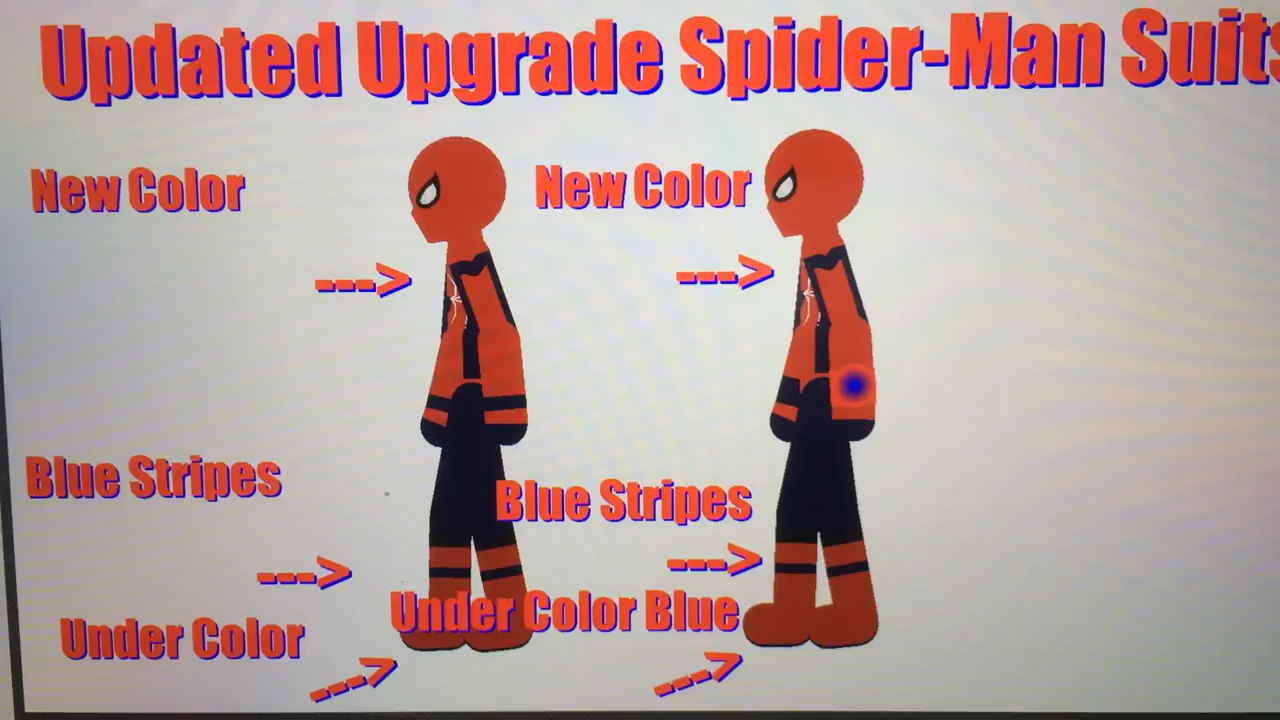 Updated Upgrade Spider-Man Suits
New Color
New Color
--->
--->
Blue Stripes
Blue Stripes
--->
--->
Under Color
Under Color Blue
--->
--->